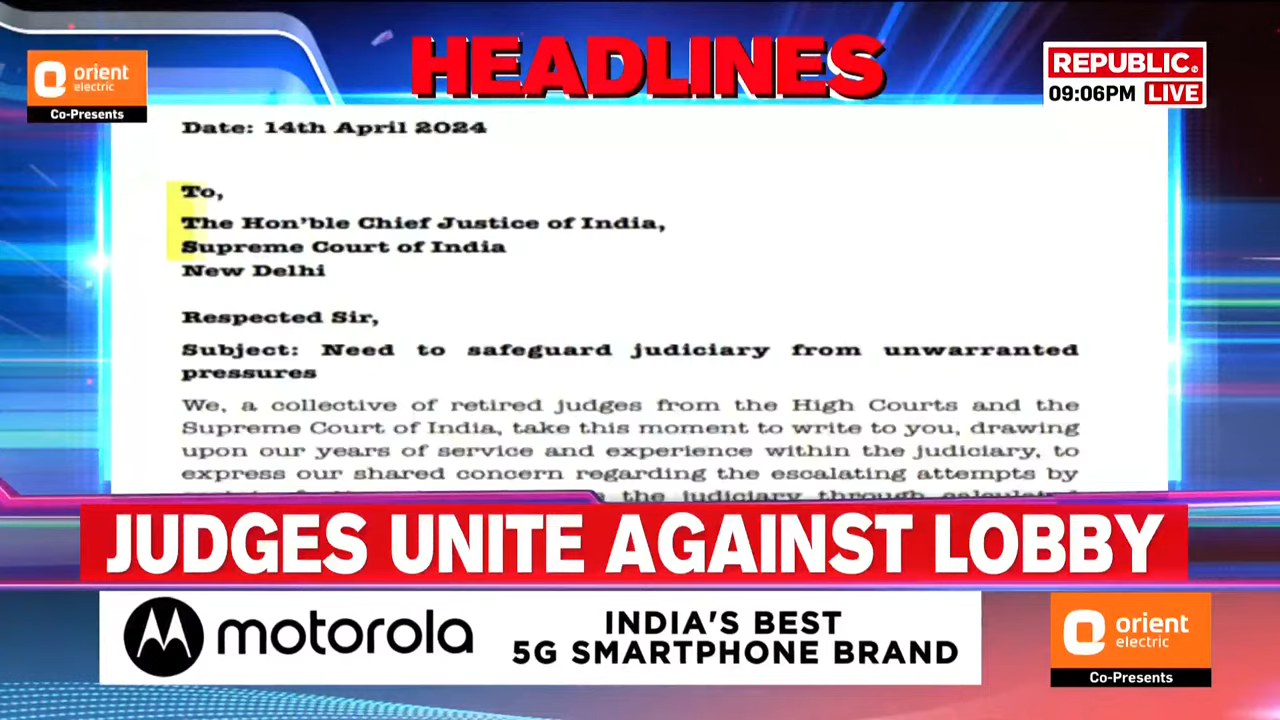 HEADLINES
orient
electric
Co-Presents
REPUBLIC.
09:06PM LIVE
Date: 14th April 2024
To,
The Hon'ble Chief Justice of India,
Supreme Court of India
New Delhi
Respected Sir,
Subject: Need to safeguard judiciary from unwarranted
pressures
We, a collective of retired judges from the High Courts and the
Supreme Court of India, take this moment to write to you, drawing
upon our years of service and experience within the judiciary, to
express our shared concern regarding the escalating attempts by
the judiciary through
JUDGES UNITE AGAINST LOBBY
motorola
INDIA'S BEST
5G SMARTPHONE BRAND
orient
electric
Co-Presents